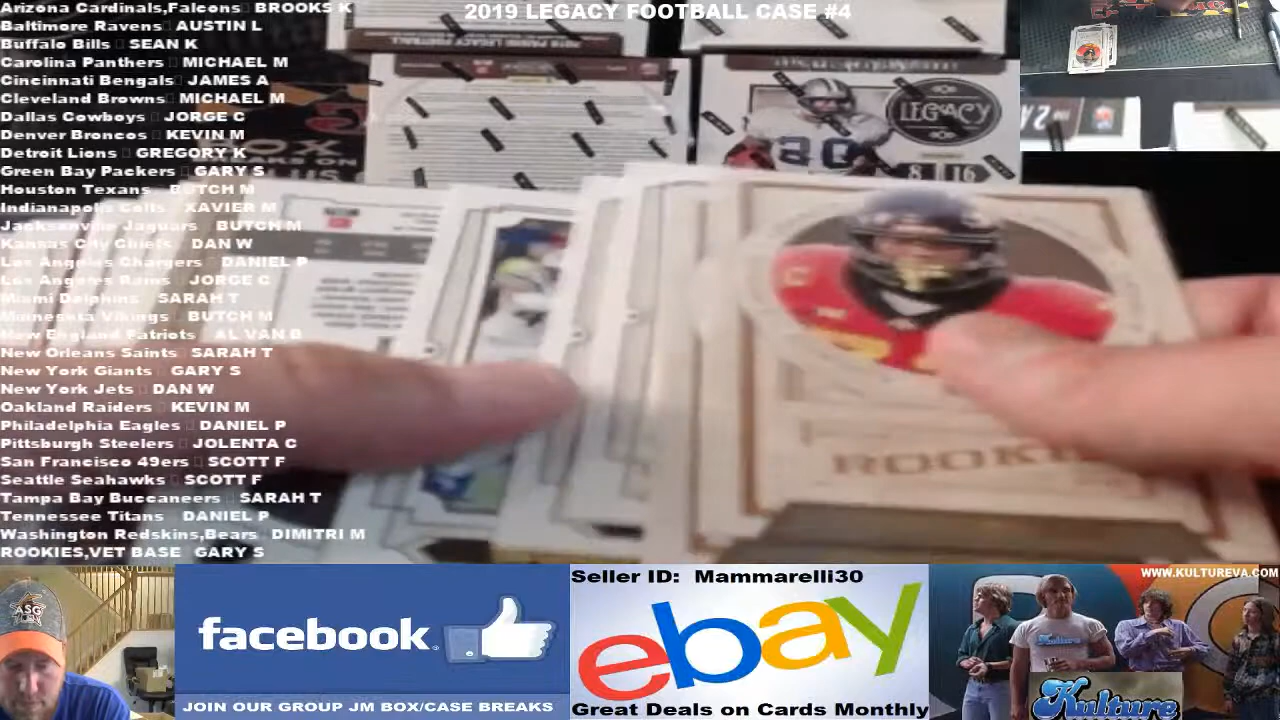 2019 LEGACY FOOTBALL CASE #4
Arizona Cardinals,Falcons BROOKS K
Baltimore Ravens AUSTIN L
Buffalo Bills SEAN K
Carolina Panthers MICHAEL M
Cincinnati Bengals JAMES A
Cleveland Browns MICHAEL M
Dallas Cowboys JORGE C
Denver Broncos KEVIN M
Detroit Lions GREGORY K
Green Bay Packers GARY S
Houston Texans BUTCH M
Indianapolis Colts XAVIER M
Jacksonville Jaguars BUTCH M
Kansas City Chiefs DAN W
Los Angeles Chargers DANIEL P
Los Angeles Rams JORGE C
Miami Dolphins SARAH T
Minnesota Vikings BUTCH M
New England Patriots AL VAN B
New Orleans Saints SARAH T
New York Giants GARY S
New York Jets DAN W
Oakland Raiders KEVIN M
Philadelphia Eagles DANIEL P
Pittsburgh Steelers JOLENTA C
San Francisco 49ers SCOTT F
Seattle Seahawks SCOTT F
Tampa Bay Buccaneers SARAH T
Tennessee Titans DANIEL P
Washington Redskins,Bears DIMITRI M
ROOKIES,VET BASE GARY S
LEGACY
20
8 16
ASG
facebook
JOIN OUR GROUP JM BOX/CASE BREAKS
Seller ID: Mammarelli30
ebay
Great Deals on Cards Monthly
WWW.KULTUREVA.COM
Kulture
Kulture